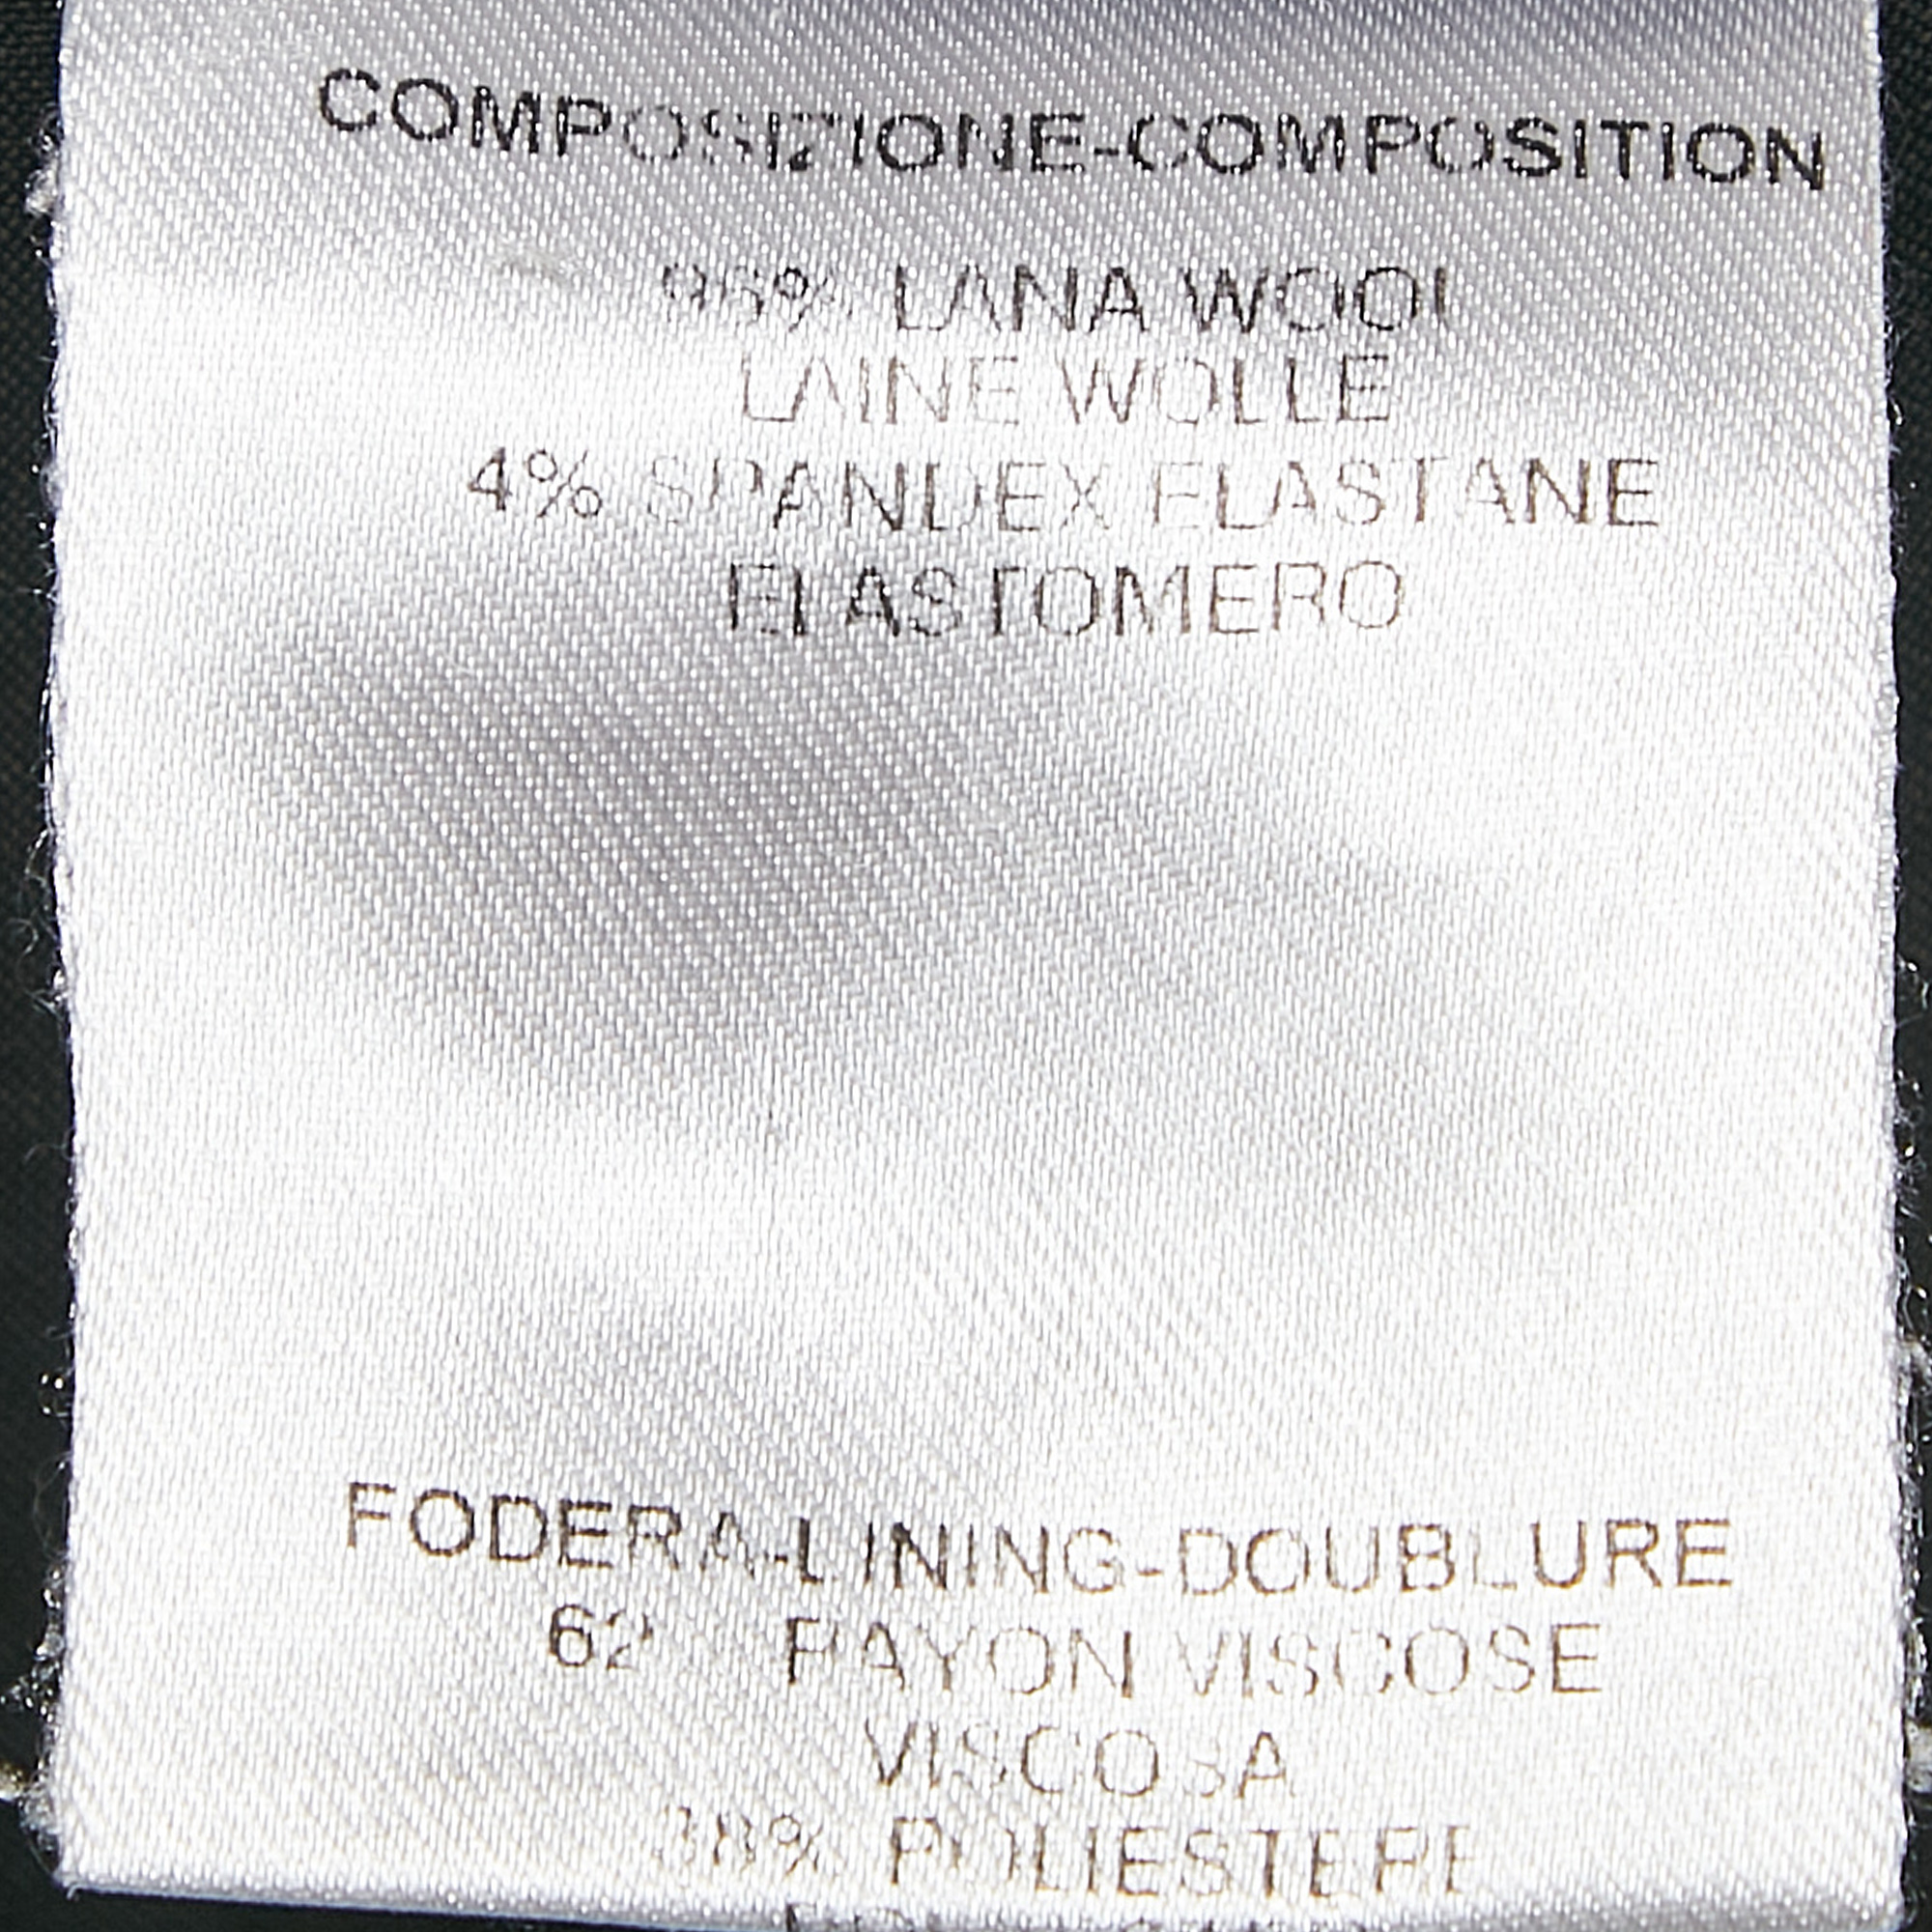 COMPOSIZIONE-COMPOSITION
96% LANA WOOL
LAINE WOLLE
4% SPANDEX ELASTANE
ELASTOMERO
FODERA-LINING-DOUBLURE
62 RAYON VISCOSE
VISCOSA
38% POLIESTERE